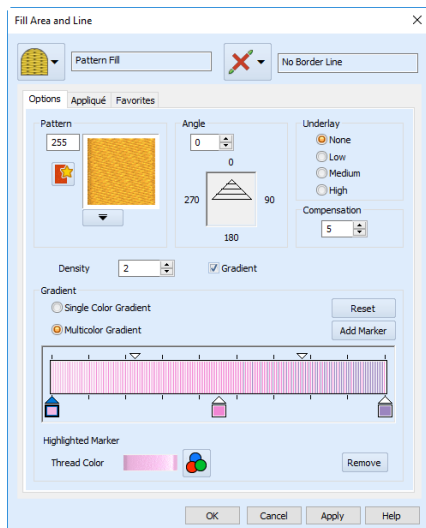 Fill Area and Line
Pattern Fill
No Border Line
Options Appliqué Favorites
Pattern
255
Angle
0
0
270
90
180
Underlay
None
Low
Medium
High
Compensation
5
Density 2 Gradient
Gradient
Single Color Gradient
Reset
Multicolor Gradient
Add Marker
Highlighted Marker
Thread Color
Remove
OK Cancel Apply Help